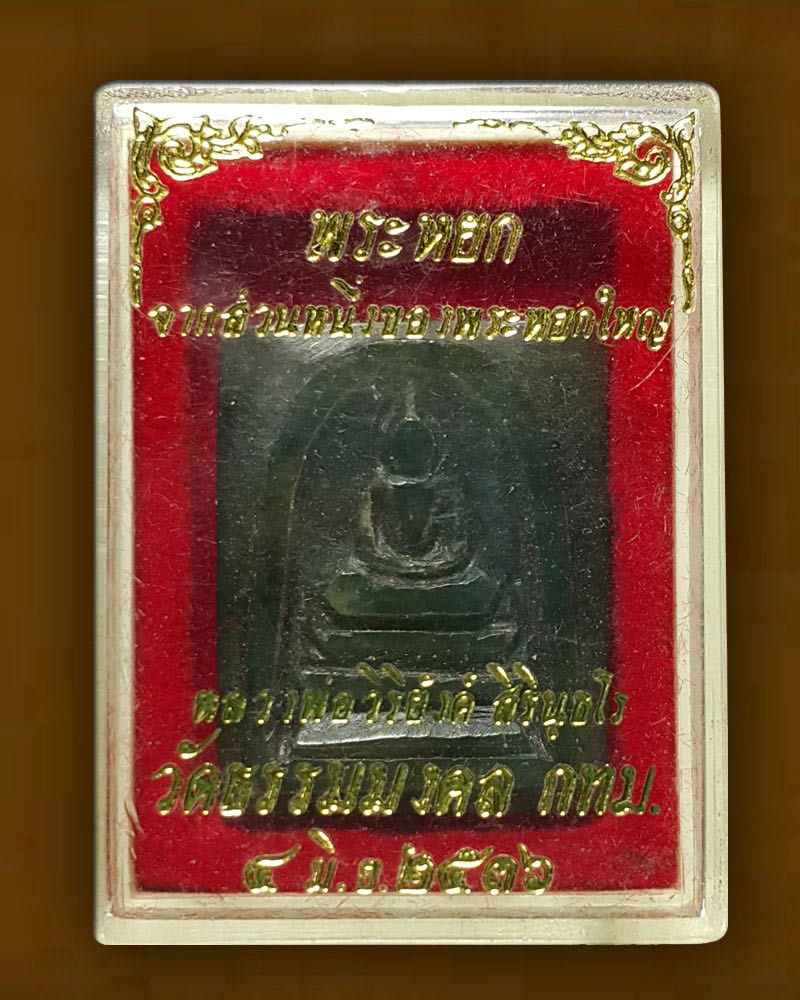 พระหยก
จากส่วนหนึ่งของพระหยกใหญ่
หลวงพ่อวิริยังค์ สิรินฺธโร
วัดธรรมมงคล กทม.
๔ มิ.ย.๒๕๓๖